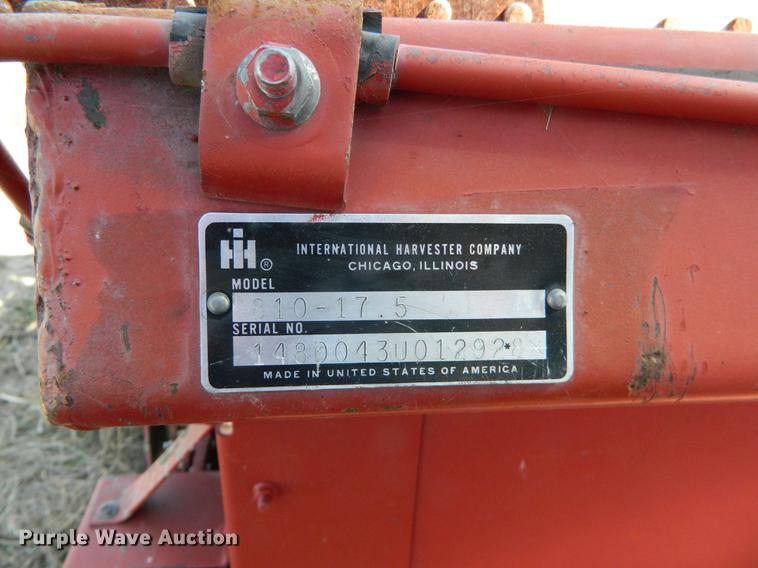 IH ®
INTERNATIONAL HARVESTER COMPANY
CHICAGO, ILLINOIS
MODEL
810-17.5
SERIAL NO.
MADE IN UNITED STATES OF AMERICA
Purple Wave Auction